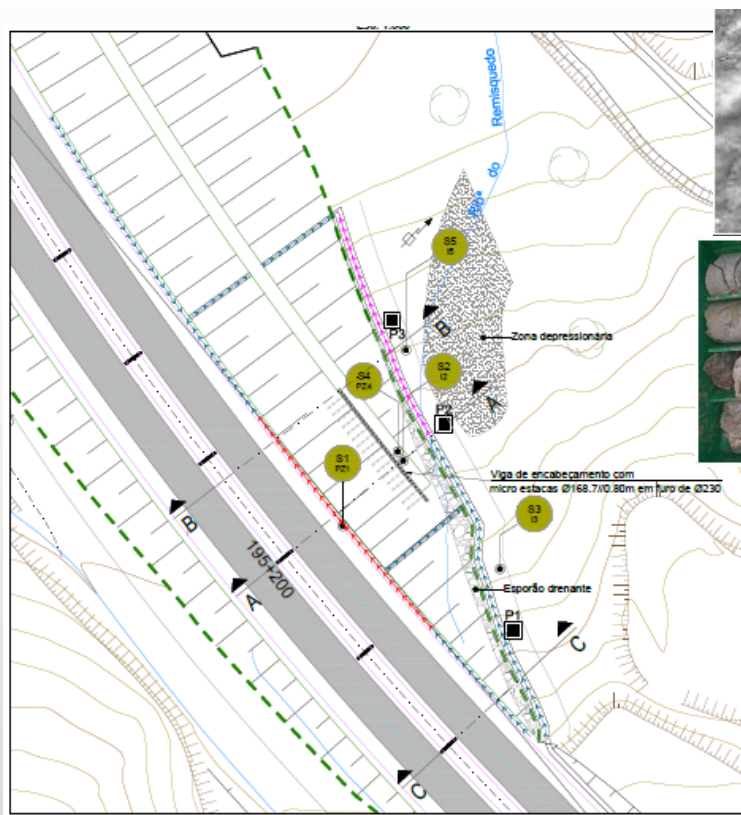 Remisquedo
do
Ribª
S5
I5
B
P3
Zona depressionária
S4
PZ4
S2
I2
A
P2
S1
PZ1
Viga de encabeçamento com
micro estacas Ø168.7//0.80m em furo de Ø230
S3
I3
B
195+200
A
Esporão drenante
P1
C
C